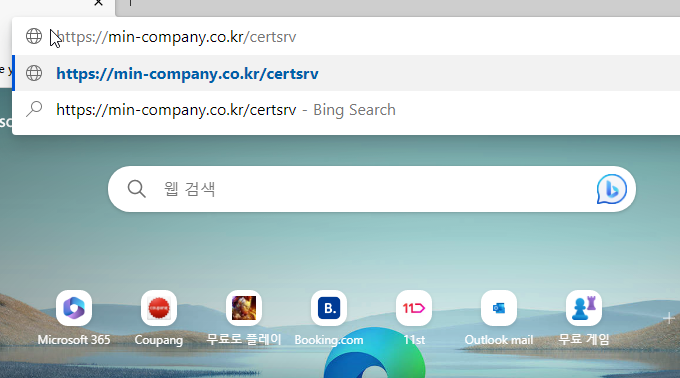 https://min-company.co.kr/certsrv
https://min-company.co.kr/certsrv
https://min-company.co.kr/certsrv - Bing Search
웹 검색
coupang
B.
11
Microsoft 365
Coupang
무료로 플레이
Booking.com
11st
Outlook mail
무료 게임